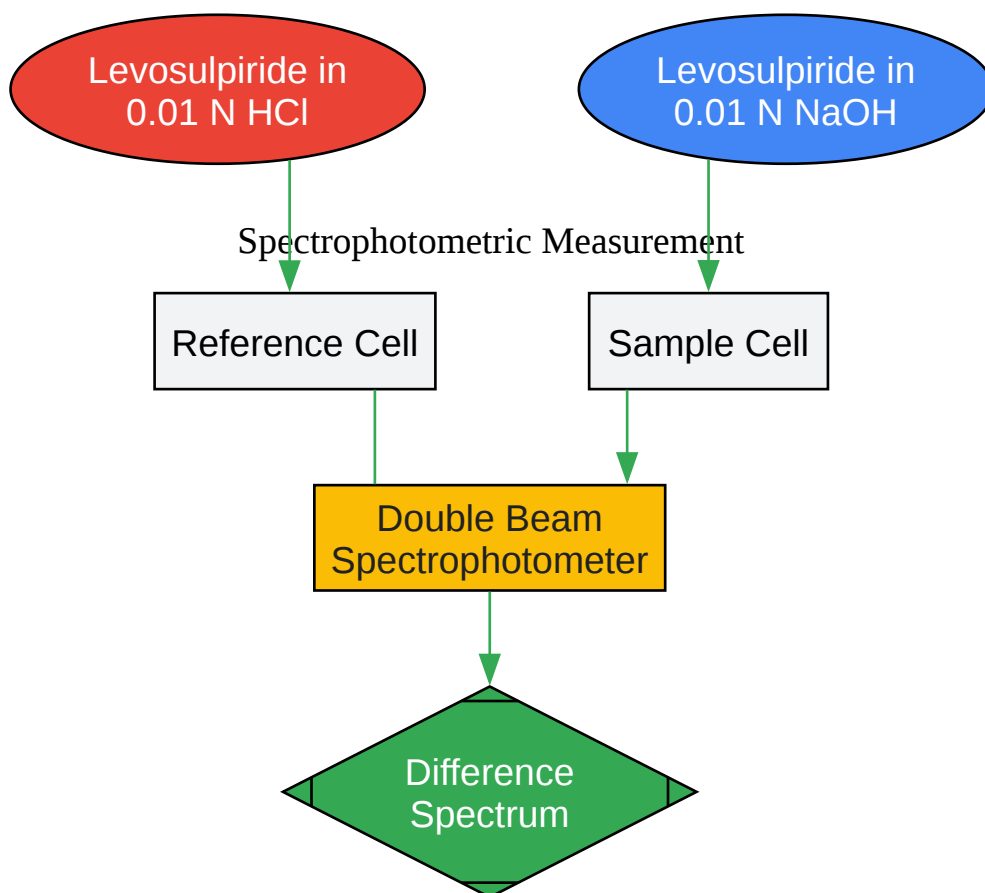 Levosulpiride in
0.01 N HCl
Levosulpiride in
0.01 N NaOH
Spectrophotometric Measurement
Reference Cell
Sample Cell
Double Beam
Spectrophotometer
Difference
Spectrum